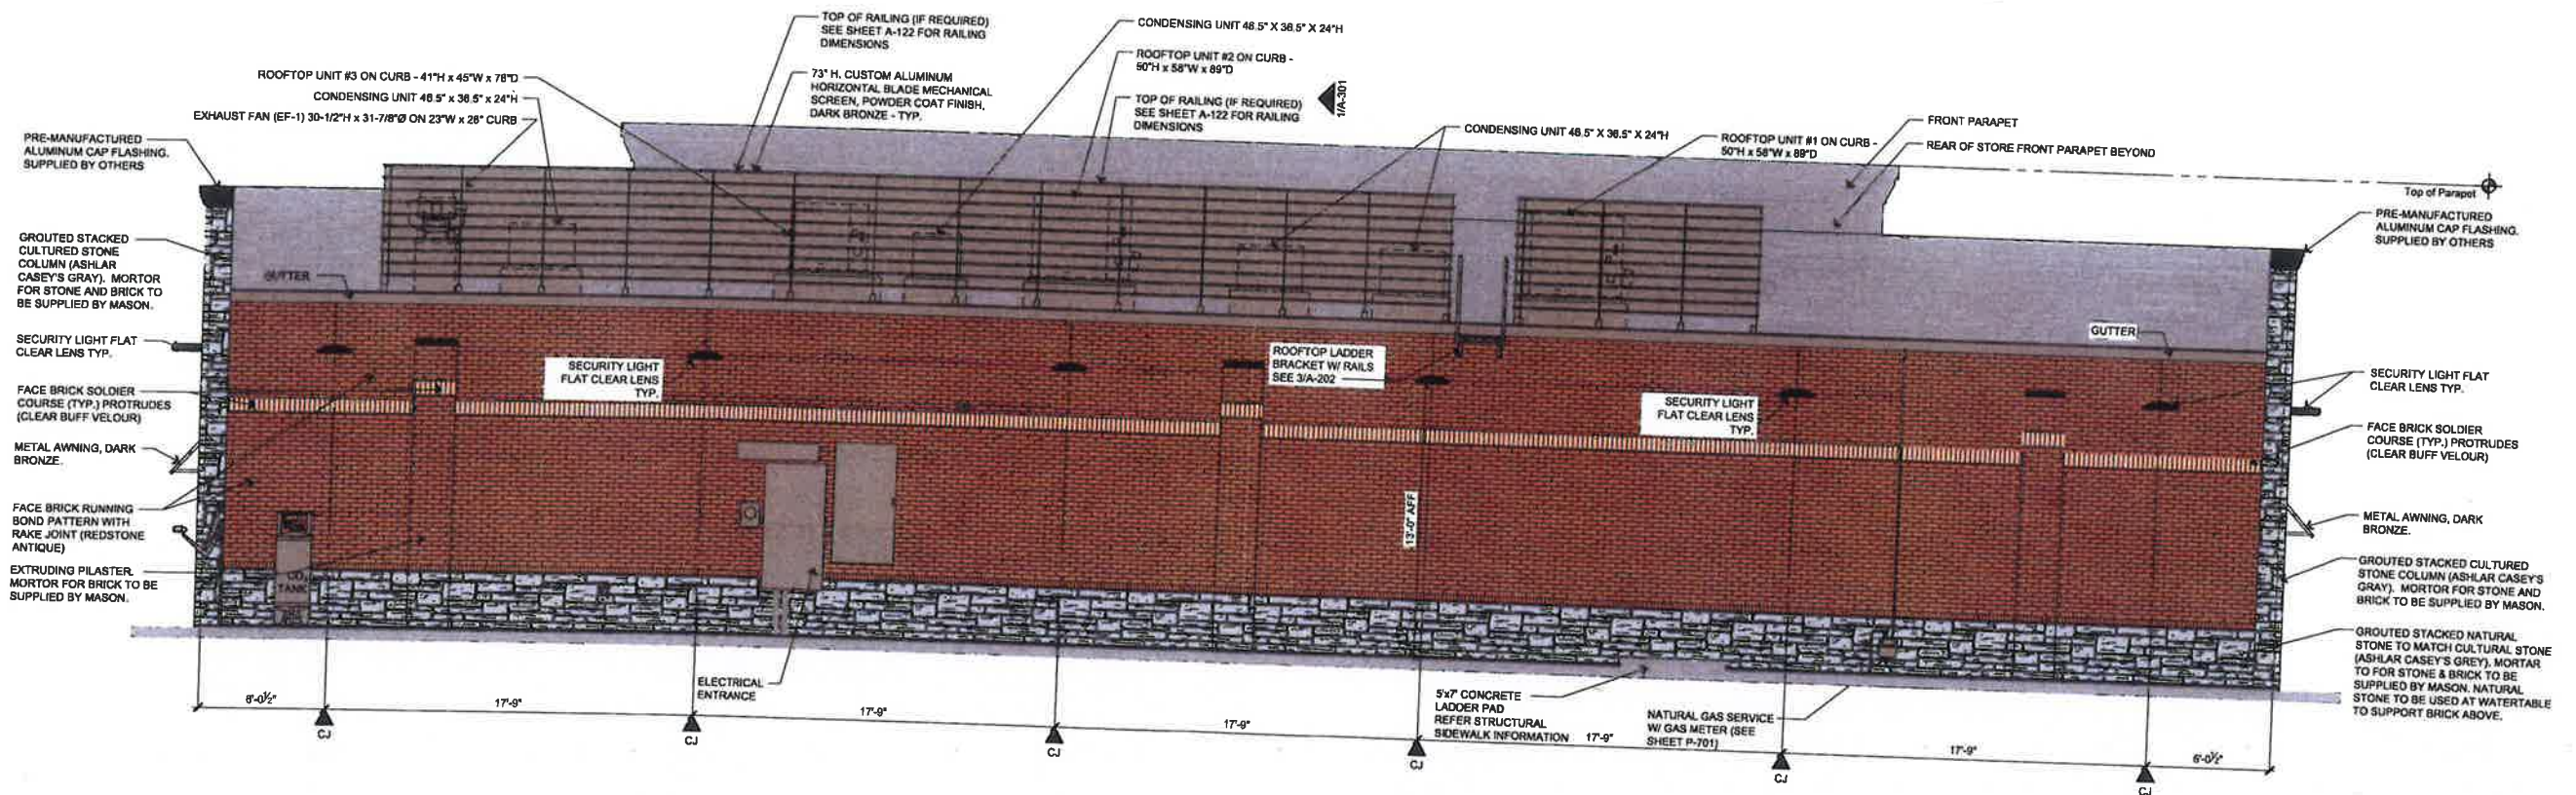 TOP OF RAILING (IF REQUIRED)
SEE SHEET A-122 FOR RAILING
DIMENSIONS
CONDENSING UNIT 46.5" X 36.5" X 24"H
ROOFTOP UNIT #2 ON CURB -
50"H x 58"W x 89"D
ROOFTOP UNIT #3 ON CURB - 41"H x 45"W x 78"D
CONDENSING UNIT 46.5" x 36.5" x 24"H
EXHAUST FAN (EF-1) 30-1/2"H x 31-7/8"Ø ON 23"W x 26" CURB
73" H. CUSTOM ALUMINUM
HORIZONTAL BLADE MECHANICAL
SCREEN, POWDER COAT FINISH,
DARK BRONZE - TYP.
TOP OF RAILING (IF REQUIRED)
SEE SHEET A-122 FOR RAILING
DIMENSIONS
1/A-301
CONDENSING UNIT 46.5" X 36.5" X 24"H
ROOFTOP UNIT #1 ON CURB -
50"H x 58"W x 89"D
FRONT PARAPET
REAR OF STORE FRONT PARAPET BEYOND
Top of Parapet
PRE-MANUFACTURED
ALUMINUM CAP FLASHING.
SUPPLIED BY OTHERS
GROUTED STACKED
CULTURED STONE
COLUMN (ASHLAR
CASEY'S GRAY). MORTOR
FOR STONE AND BRICK TO
BE SUPPLIED BY MASON.
SECURITY LIGHT FLAT
CLEAR LENS TYP.
FACE BRICK SOLDIER
COURSE (TYP.) PROTRUDES
(CLEAR BUFF VELOUR)
METAL AWNING, DARK
BRONZE.
FACE BRICK RUNNING
BOND PATTERN WITH
RAKE JOINT (REDSTONE
ANTIQUE)
EXTRUDING PILASTER.
MORTOR FOR BRICK TO BE
SUPPLIED BY MASON.
GUTTER
SECURITY LIGHT
FLAT CLEAR LENS
TYP.
ROOFTOP LADDER
BRACKET W/ RAILS
SEE 3/A-202
SECURITY LIGHT
FLAT CLEAR LENS
TYP.
GUTTER
13'-0" AFF
CO₂
TANK
PRE-MANUFACTURED
ALUMINUM CAP FLASHING.
SUPPLIED BY OTHERS
SECURITY LIGHT FLAT
CLEAR LENS TYP.
FACE BRICK SOLDIER
COURSE (TYP.) PROTRUDES
(CLEAR BUFF VELOUR)
METAL AWNING, DARK
BRONZE.
GROUTED STACKED CULTURED
STONE COLUMN (ASHLAR CASEY'S
GRAY). MORTOR FOR STONE AND
BRICK TO BE SUPPLIED BY MASON.
GROUTED STACKED NATURAL
STONE TO MATCH CULTURAL STONE
(ASHLAR CASEY'S GREY). MORTAR
TO FOR STONE & BRICK TO BE
SUPPLIED BY MASON. NATURAL
STONE TO BE USED AT WATERTABLE
TO SUPPORT BRICK ABOVE.
ELECTRICAL
ENTRANCE
5'x7' CONCRETE
LADDER PAD
REFER STRUCTURAL
SIDEWALK INFORMATION
NATURAL GAS SERVICE
W/ GAS METER (SEE
SHEET P-701)
6'-0½"
17'-9"
17'-9"
17'-9"
17'-9"
17'-9"
6'-0½"
CJ
CJ
CJ
CJ
CJ
CJ